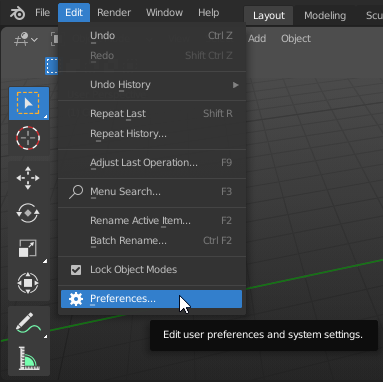 File Edit Render Window Help Layout Modeling Scu
Add Object
Undo Ctrl Z
Redo Shift Ctrl Z
Undo History
Repeat Last Shift R
Repeat History...
Adjust Last Operation... F9
Menu Search... F3
Rename Active Item... F2
Batch Rename... Ctrl F2
Lock Object Modes
Preferences...
Edit user preferences and system settings.